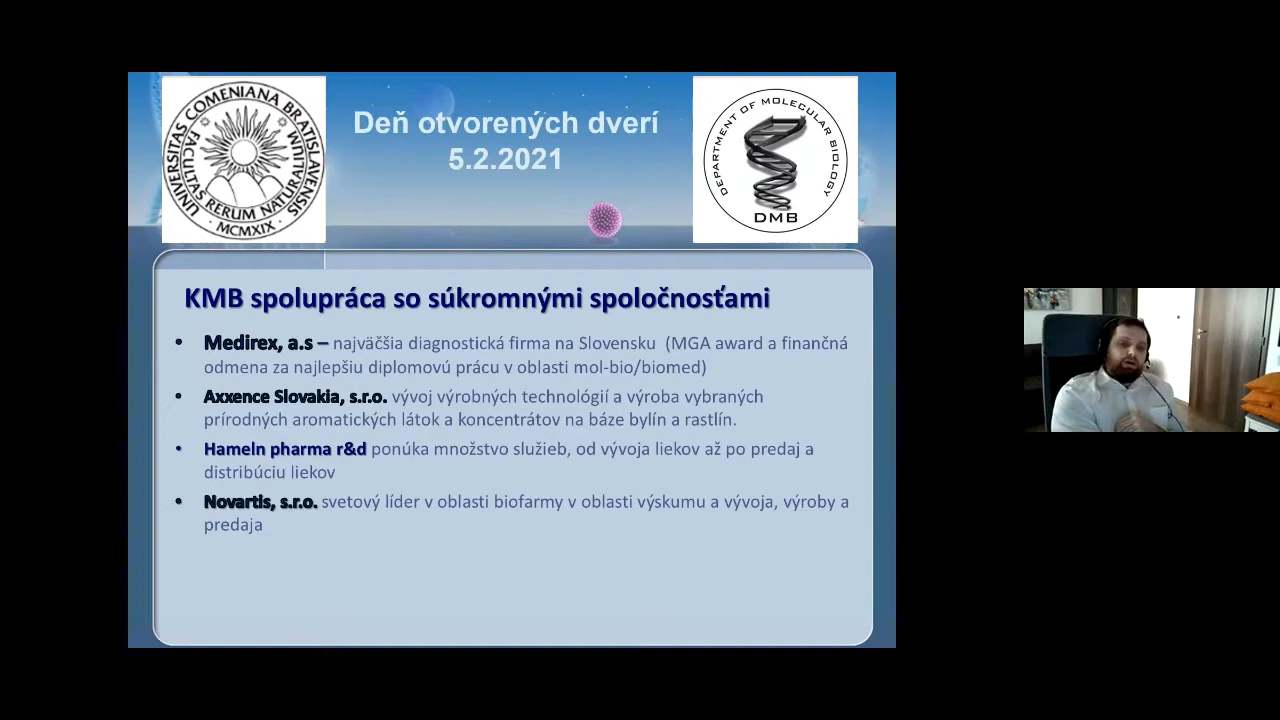 UNIVERSITAS COMENIANA BRATISLAVENSIS
FACULTAS RERUM NATURALIUM
· MCMXIX ·
Deň otvorených dverí
5.2.2021
DEPARTMENT OF MOLECULAR BIOLOGY
DMB
KMB spolupráca so súkromnými spoločnosťami
• Medirex, a.s – najväčšia diagnostická firma na Slovensku (MGA award a finančná
odmena za najlepšiu diplomovú prácu v oblasti mol-bio/biomed)
• Axxence Slovakia, s.r.o. vývoj výrobných technológií a výroba vybraných
prírodných aromatických látok a koncentrátov na báze bylín a rastlín.
• Hameln pharma r&d ponúka množstvo služieb, od vývoja liekov až po predaj a
distribúciu liekov
• Novartis, s.r.o. svetový líder v oblasti biofarmy v oblasti výskumu a vývoja, výroby a
predaja